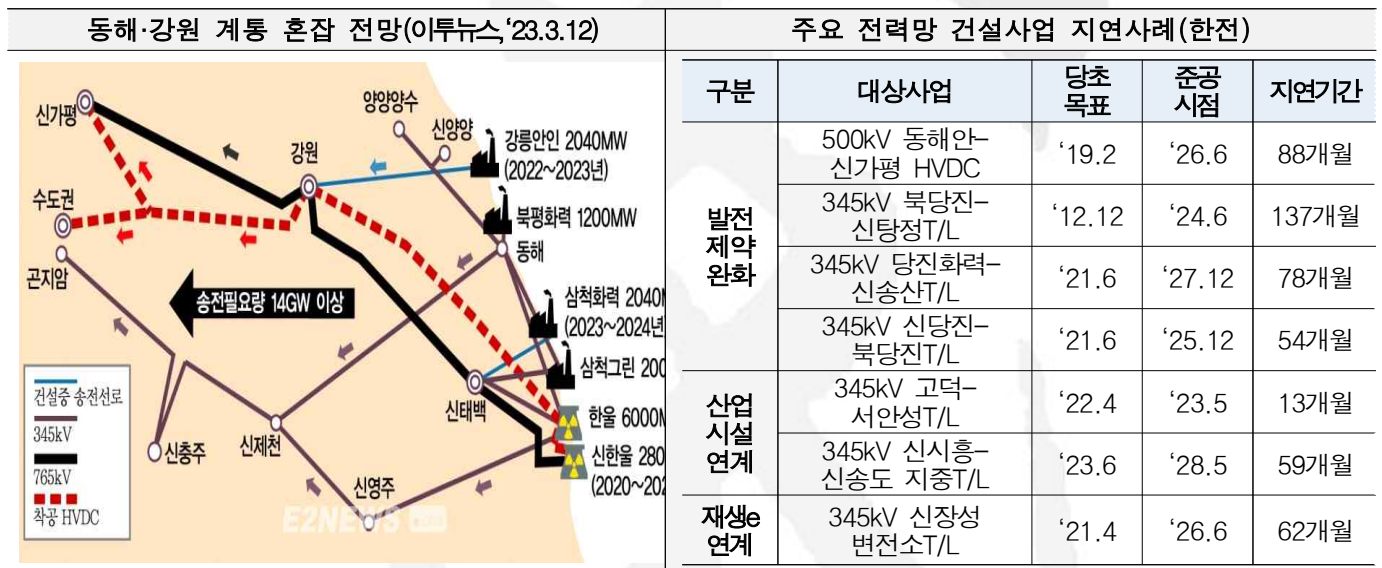 동해·강원 계통 혼잡 전망(이투뉴스,‘23.3.12)
신가평
수도권
곤지암
강원
양양양수
신양양
강릉안인 2040MW
(2022~2023년)
북평화력 1200MW
동해
송전필요량 14GW 이상
삼척화력 2040M
(2023~2024년
삼척그린 200
한울 6000M
신한울 280
(2020~202
신태백
신제천
신충주
신영주
건설중 송전선로
345kV
765kV
착공 HVDC
E2NEWS
주요 전력망 건설사업 지연사례(한전)
구분 대상사업 당초 목표 준공 시점 지연기간
발전 제약 완화
500kV 동해안–
신가평 HVDC
‘19.2 ‘26.6 88개월
345kV 북당진–
신탕정T/L
‘12.12 ‘24.6 137개월
345kV 당진화력–
신송산T/L
‘21.6 ‘27.12 78개월
345kV 신당진–
북당진T/L
‘21.6 ‘25.12 54개월
산업 시설 연계
345kV 고덕–
서안성T/L
‘22.4 ‘23.5 13개월
345kV 신시흥–
신송도 지중T/L
‘23.6 ‘28.5 59개월
재생e 연계
345kV 신장성
변전소T/L
‘21.4 ‘26.6 62개월